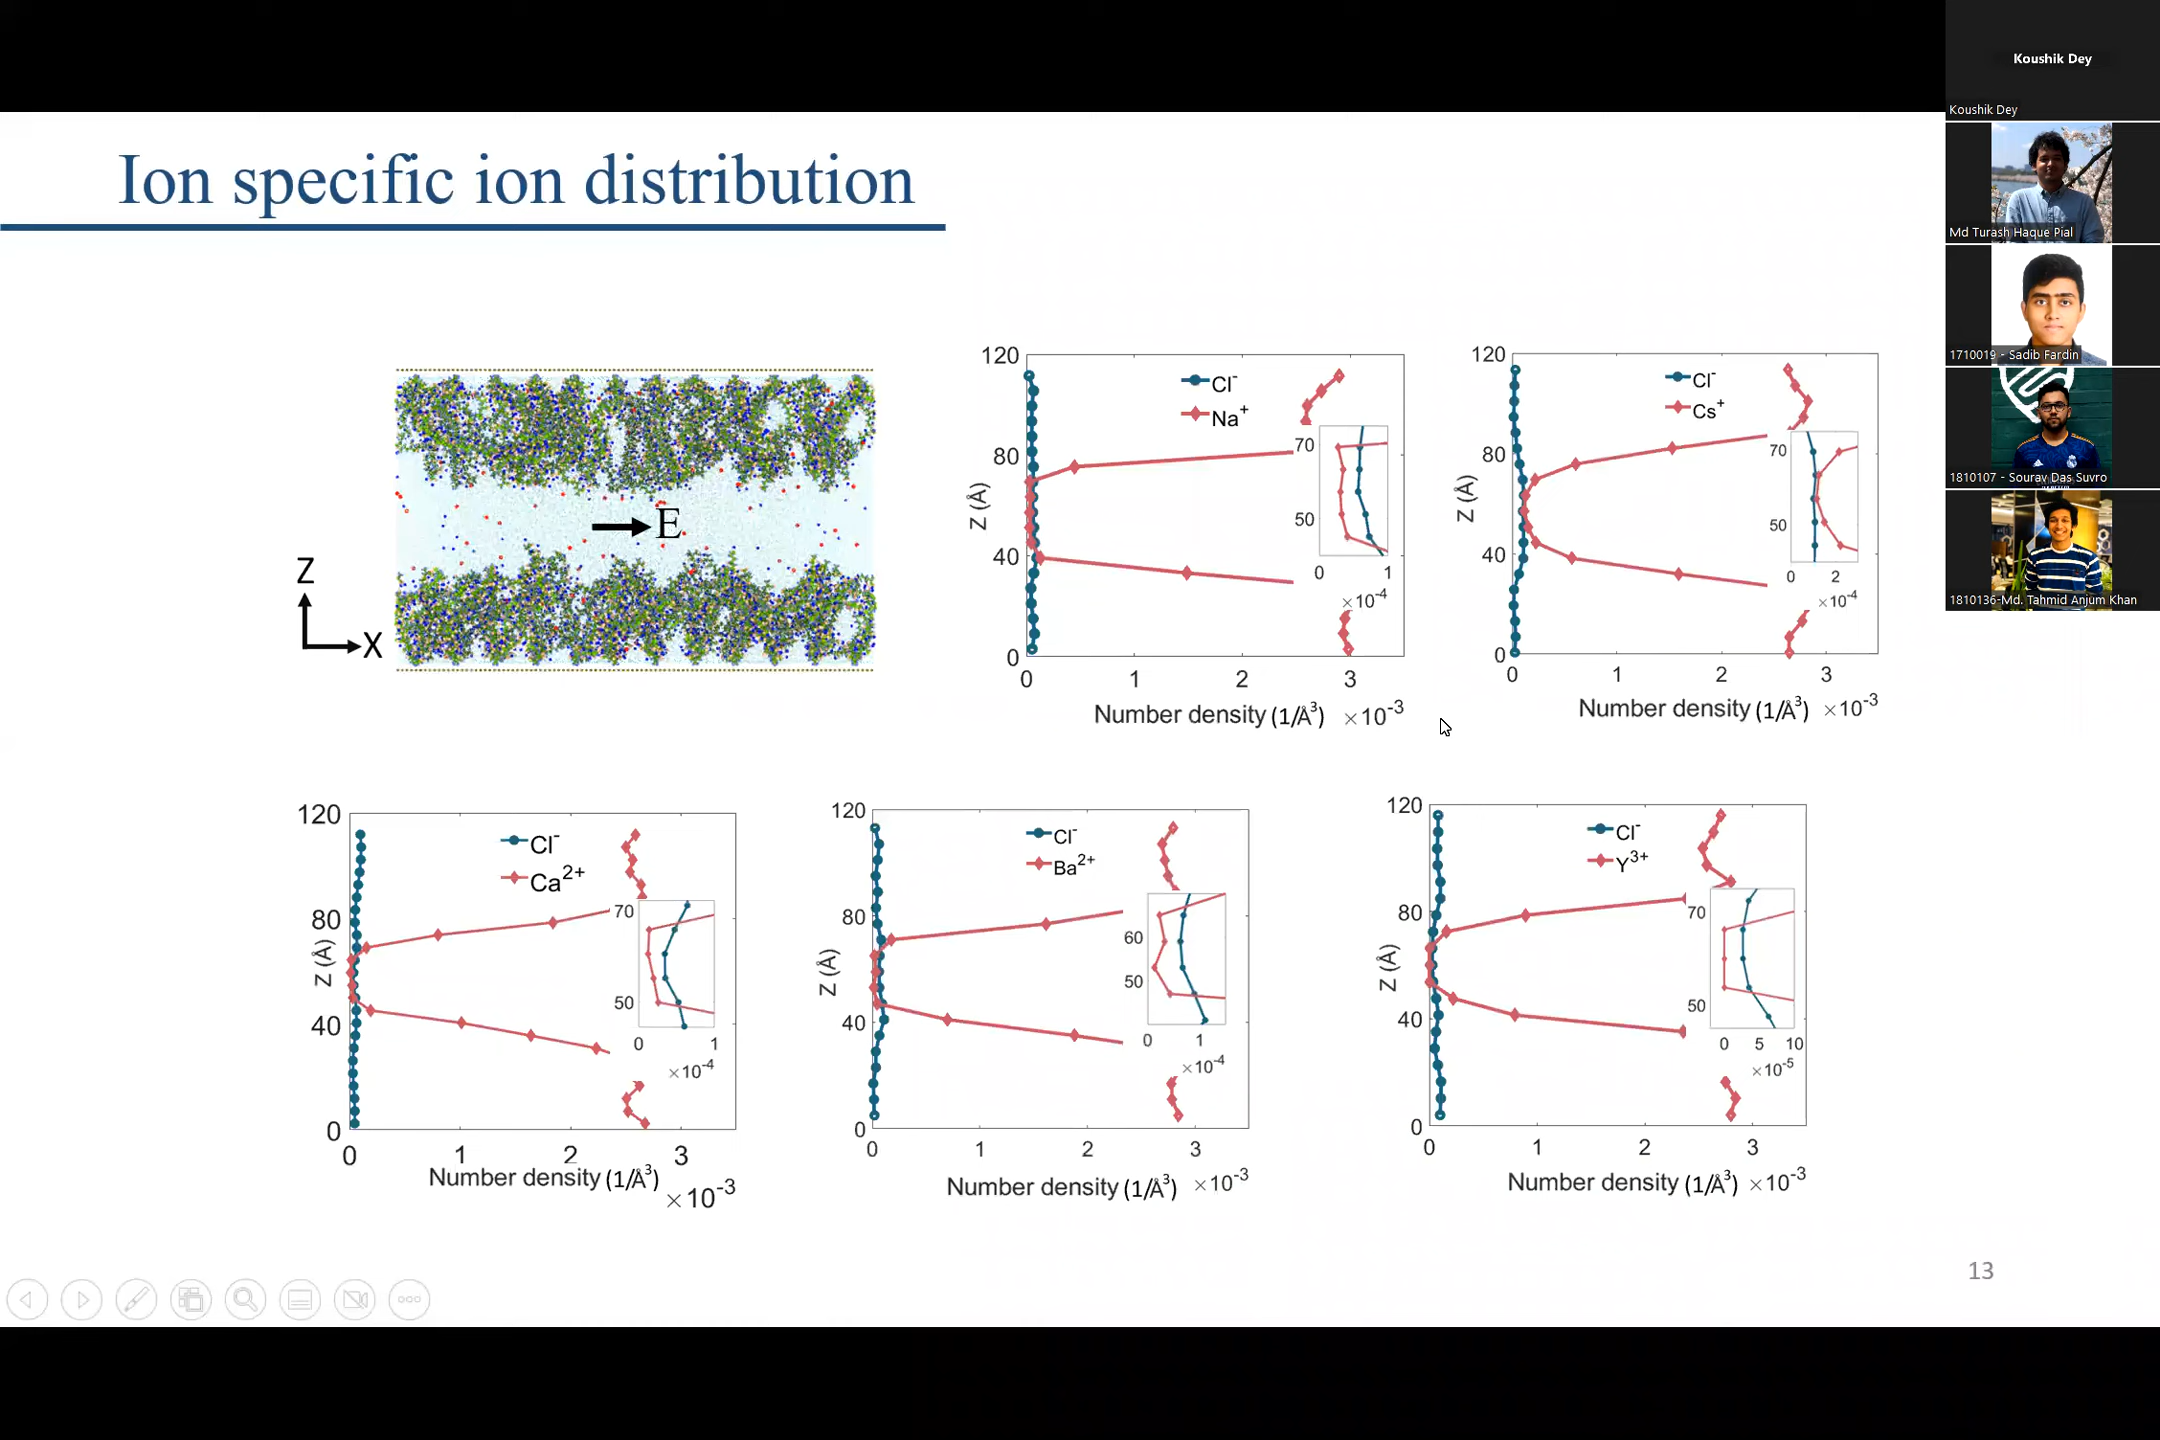 Koushik Dey
Koushik Dey
Md Turash Haque Pial
1710019 - Sadib Fardin
1810107 - Sourav Das Suvro
1810136-Md. Tahmid Anjum Khan
Ion specific ion distribution
E
Z
X
120
80
40
0
Z (Å)
Cl⁻
Na⁺
70
50
0 1
×10⁻⁴
0 1 2 3
Number density (1/Å³) ×10⁻³
120
80
40
0
Z (Å)
Cl⁻
Cs⁺
70
50
0 2
×10⁻⁴
0 1 2 3
Number density (1/Å³) ×10⁻³
120
80
40
0
Z (Å)
Cl⁻
Ca²⁺
70
50
0 1
×10⁻⁴
0 1 2 3
Number density (1/Å³)
×10⁻³
120
80
40
0
Z (Å)
Cl⁻
Ba²⁺
60
50
0 1
×10⁻⁴
0 1 2 3
Number density (1/Å³) ×10⁻³
120
80
40
0
Z (Å)
Cl⁻
Y³⁺
70
50
0 5 10
×10⁻⁵
0 1 2 3
Number density (1/Å³) ×10⁻³
13